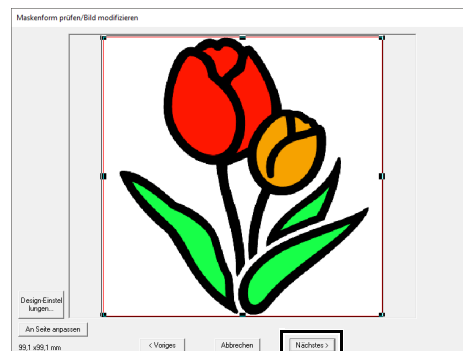 Maskenform prüfen/Bild modifizieren
Design-Einstel
lungen...
An Seite anpassen
99,1 x99,1 mm
< Voriges
Abbrechen
Nächstes >